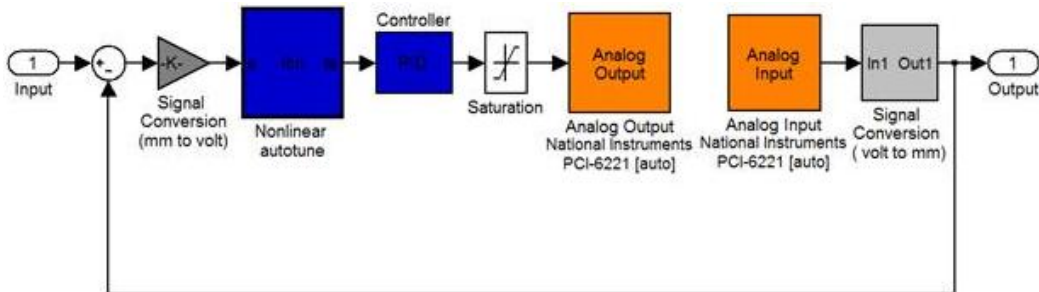 Controller
1
Input
+
-
-K-
Signal
Conversion
(mm to volt)
Nonlinear
autotune
PID
Saturation
Analog
Output
Analog Output
National Instruments
PCI-6221 [auto]
Analog
Input
Analog Input
National Instruments
PCI-6221 [auto]
In1 Out1
Signal
Conversion
( volt to mm)
1
Output